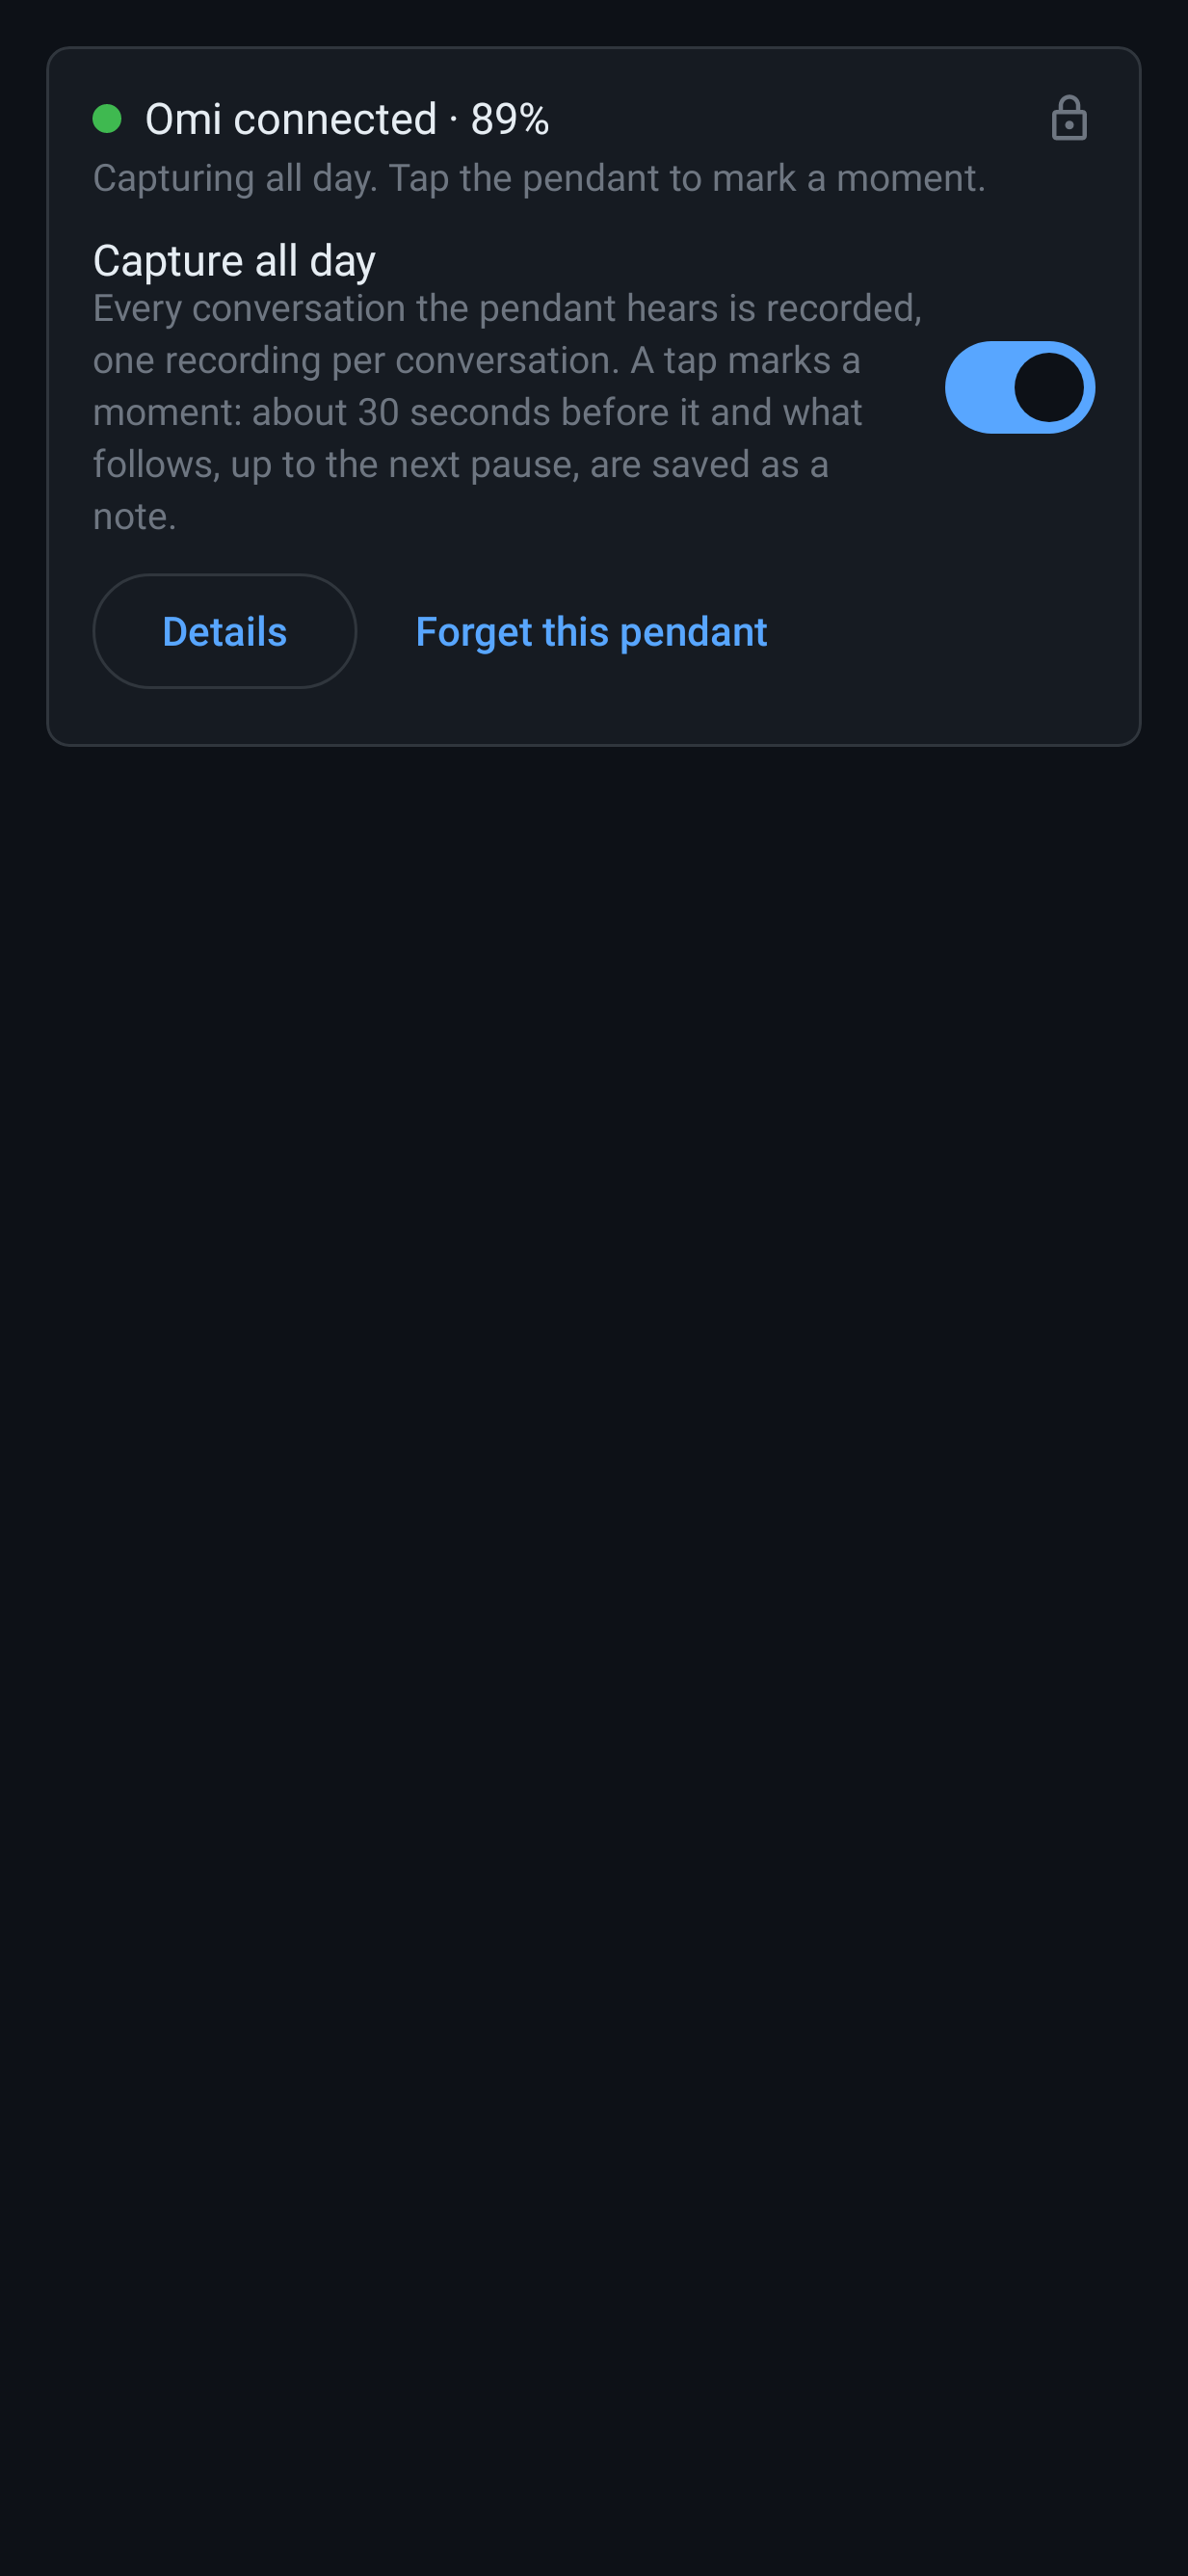 Omi connected · 89%
Capturing all day. Tap the pendant to mark a moment.
Capture all day
Every conversation the pendant hears is recorded,
one recording per conversation. A tap marks a
moment: about 30 seconds before it and what
follows, up to the next pause, are saved as a
note.
Details
Forget this pendant